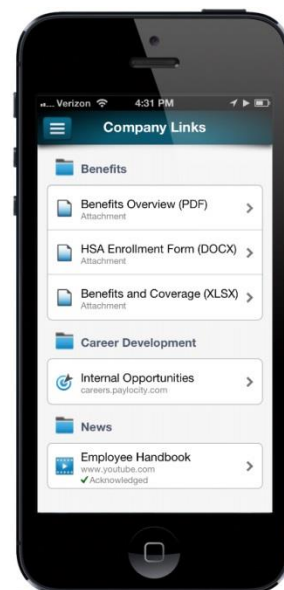 ... Verizon 4:31 PM
Company Links
Benefits
Benefits Overview (PDF)
Attachment
HSA Enrollment Form (DOCX)
Attachment
Benefits and Coverage (XLSX)
Attachment
Career Development
Internal Opportunities
careers.paylocity.com
News
Employee Handbook
www.youtube.com
✓Acknowledged